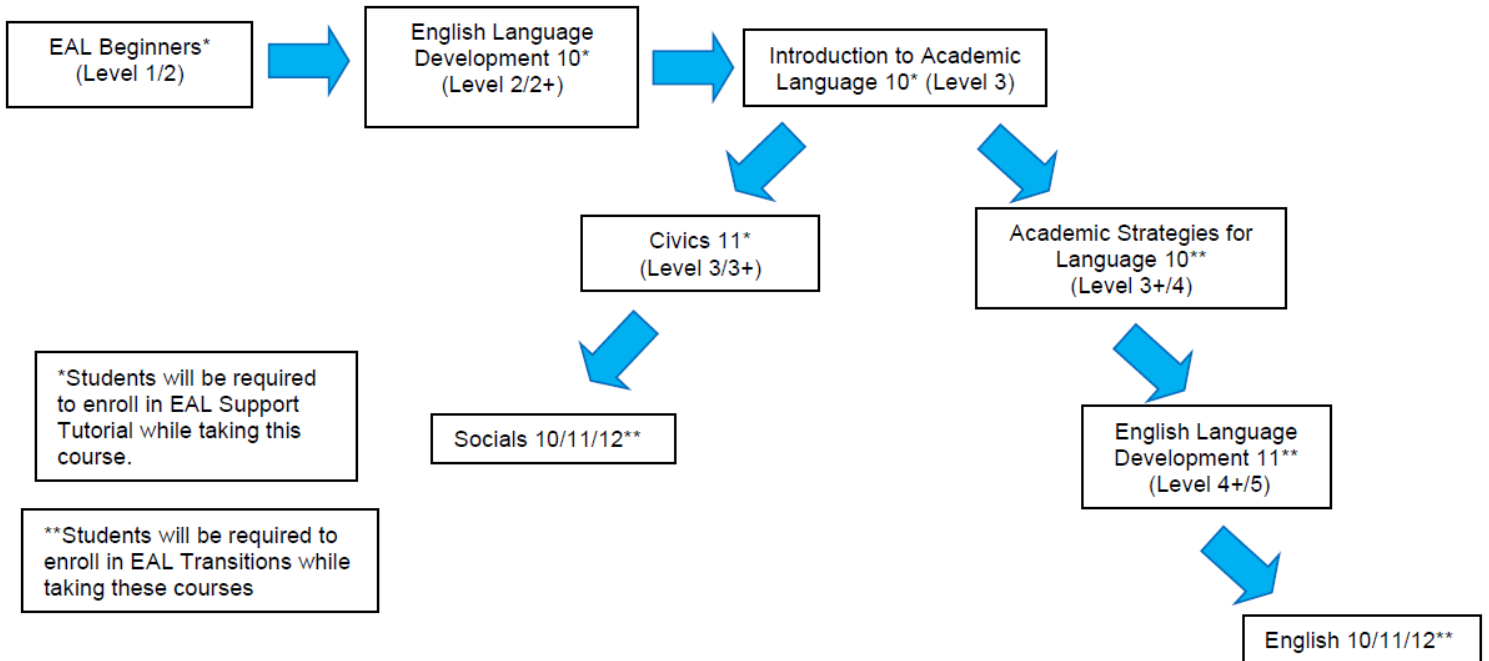 EAL Beginners*
(Level 1/2)
English Language
Development 10*
(Level 2/2+)
Introduction to Academic
Language 10* (Level 3)
Civics 11*
(Level 3/3+)
Academic Strategies for
Language 10**
(Level 3+/4)
*Students will be required
to enroll in EAL Support
Tutorial while taking this
course.
Socials 10/11/12**
English Language
Development 11**
(Level 4+/5)
**Students will be required to
enroll in EAL Transitions while
taking these courses
English 10/11/12**